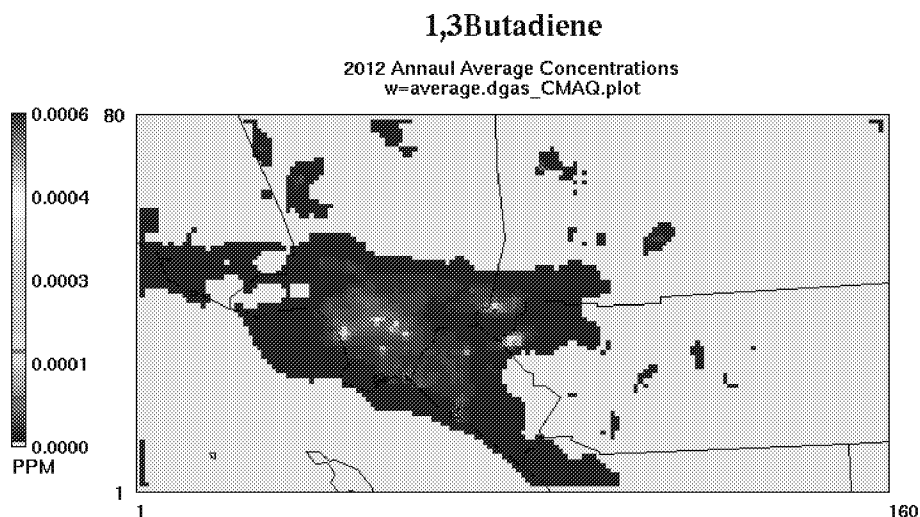 1,3Butadiene
2012 Annaul Average Concentrations
w=average.dgas_CMAQ.plot
0.0006
0.0004
0.0003
0.0001
0.0000
PPM
80
1
1
160